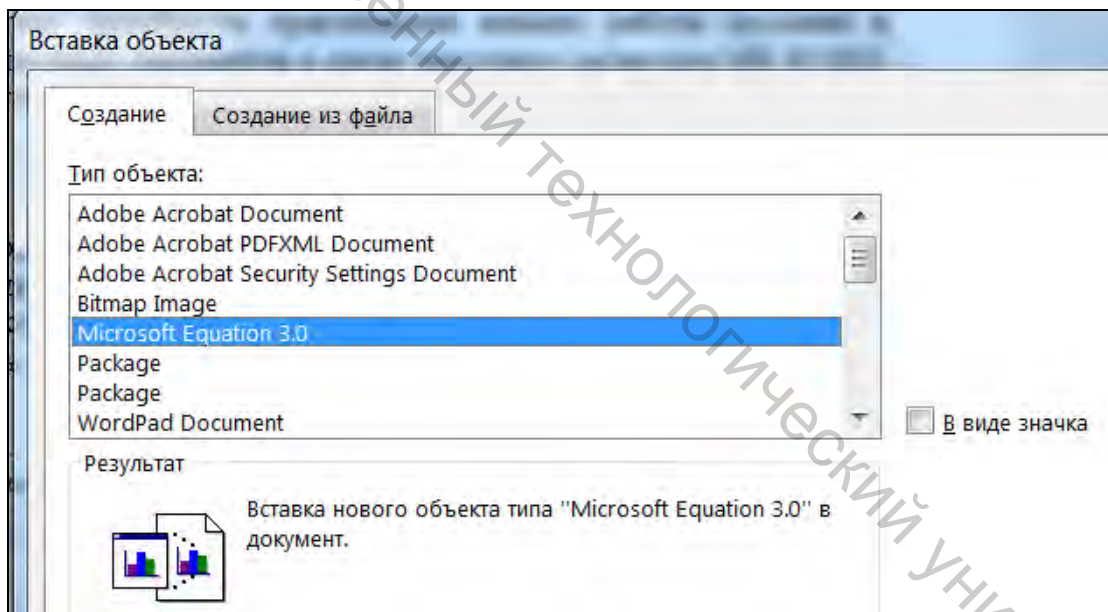 Вставка объекта
Создание
Создание из файла
Тип объекта:
Adobe Acrobat Document
Adobe Acrobat PDFXML Document
Adobe Acrobat Security Settings Document
Bitmap Image
Microsoft Equation 3.0
Package
Package
WordPad Document
В виде значка
Результат
Вставка нового объекта типа "Microsoft Equation 3.0" в
документ.
технологический